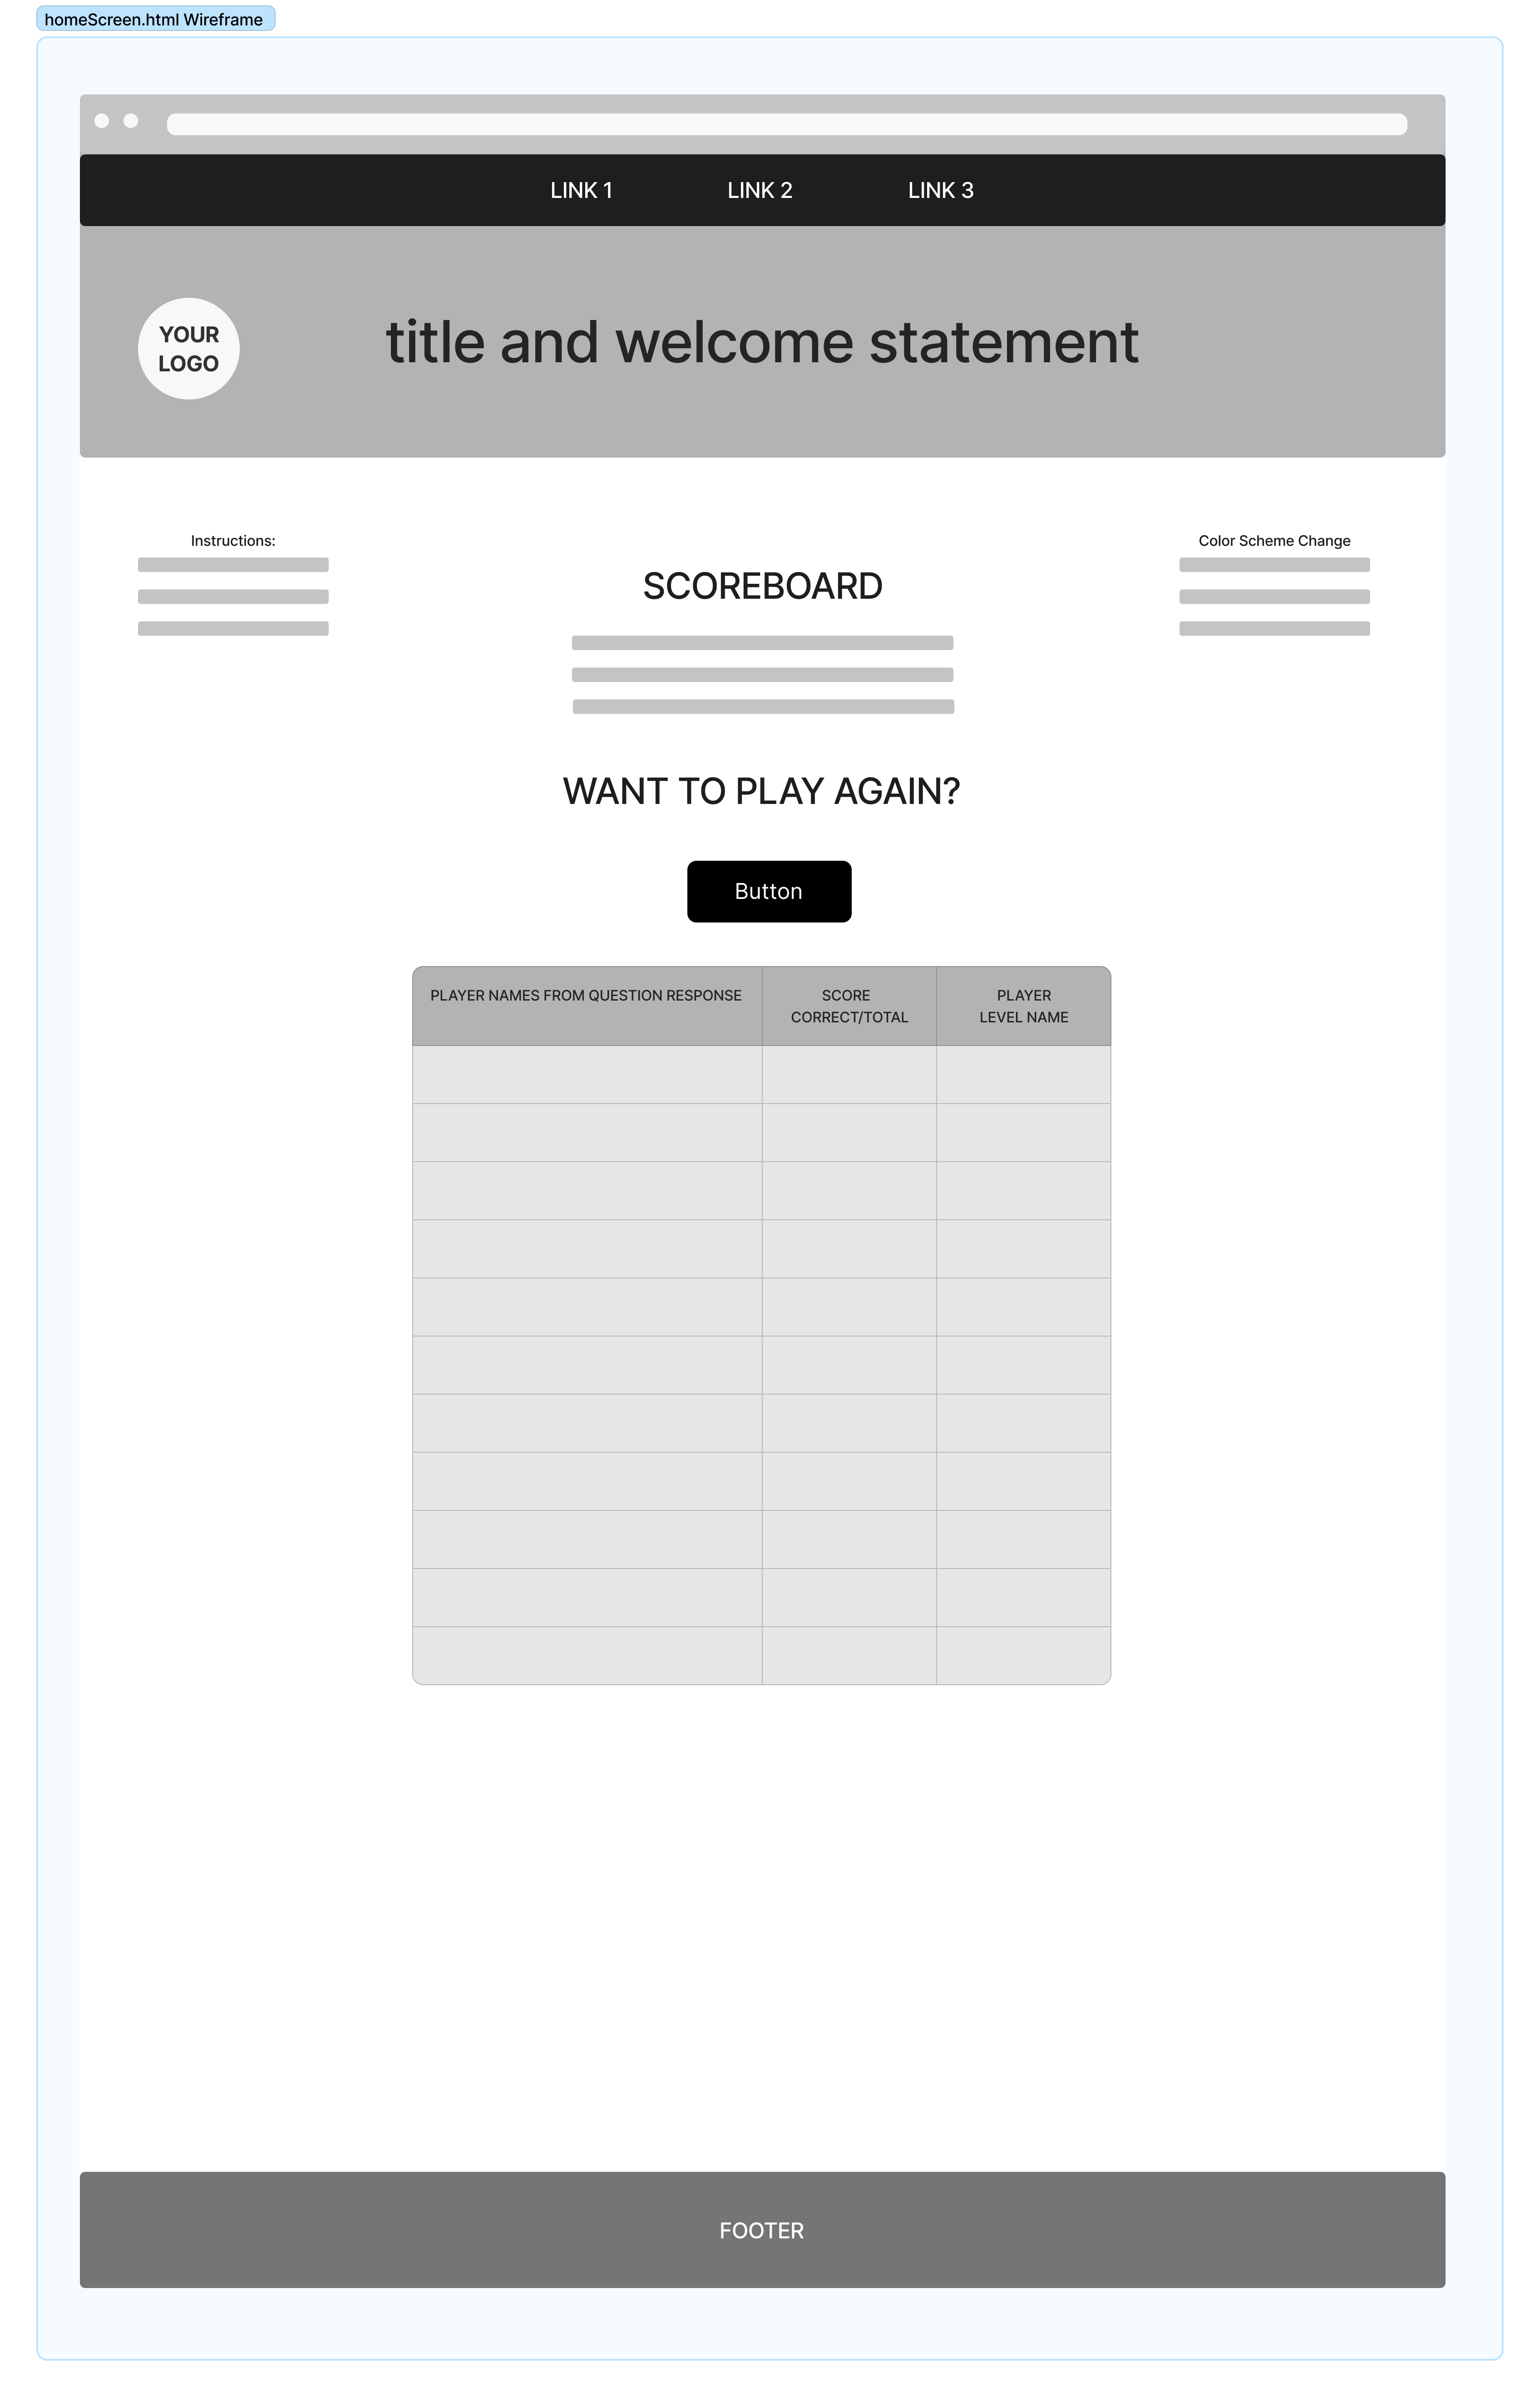 homeScreen.html Wireframe
LINK 1
LINK 2
LINK 3
YOUR
LOGO
title and welcome statement
Instructions:
Color Scheme Change
SCOREBOARD
WANT TO PLAY AGAIN?
Button
PLAYER NAMES FROM QUESTION RESPONSE
SCORE
CORRECT/TOTAL
PLAYER
LEVEL NAME
FOOTER